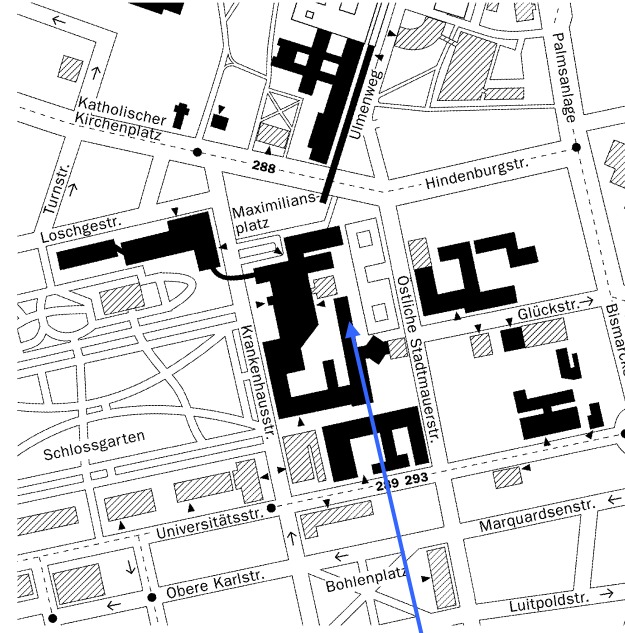 Palmsanlage
Ulmenweg
Katholischer
Kirchenplatz
288
Hindenburgstr.
Turnstr.
Maximilians-
platz
Loschgestr.
Östliche Stadtmauerstr.
Glückstr.
Bismarck
Krankenhausstr.
Schlossgarten
289 293
Universitätsstr.
Marquardsenstr.
Bohlenplatz
Obere Karlstr.
Luitpoldstr.